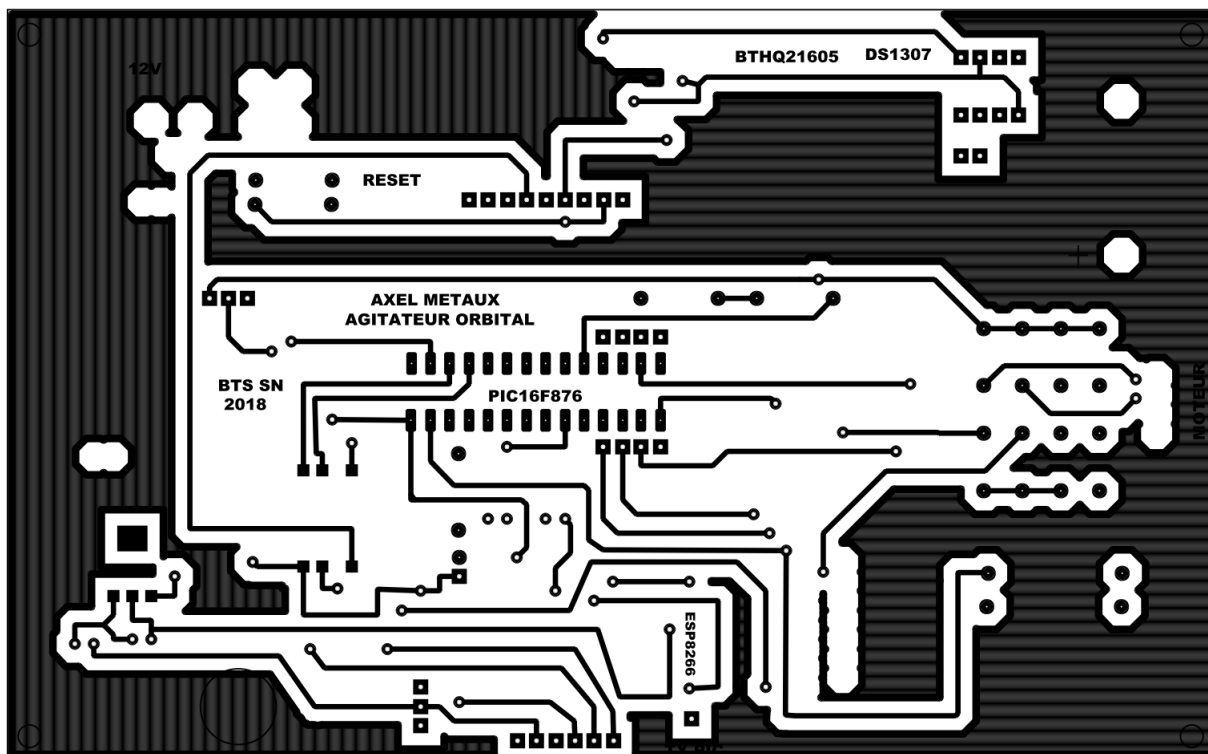 BTHQ21605 DS1307
12V
RESET
AXEL METAUX
AGITATEUR ORBITAL
BTS SN
2018
PIC16F876
MOTEUR
ESP8266